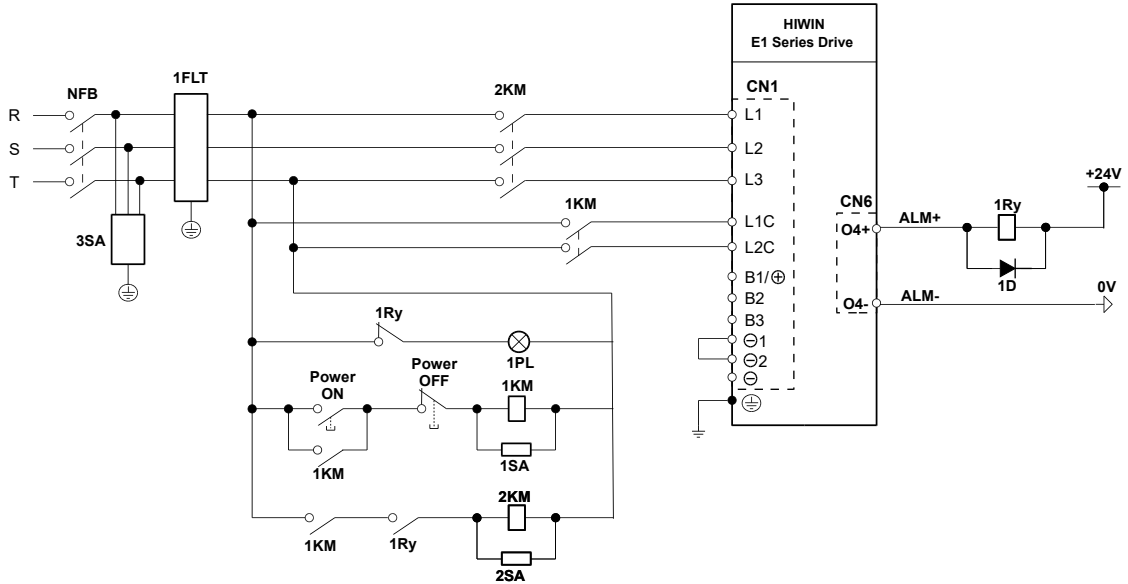 HIWIN
E1 Series Drive
1FLT
NFB
2KM
CN1
R
L1
S
L2
T
L3
+24V
1KM
CN6
1Ry
L1C
ALM+
3SA
O4+
L2C
B1/⊕
1D
B2
O4-
ALM-
0V
1Ry
B3
⊖1
1PL
⊖2
Power
ON
Power
OFF
1KM
⊖
1KM
1SA
2KM
1KM
1Ry
2SA